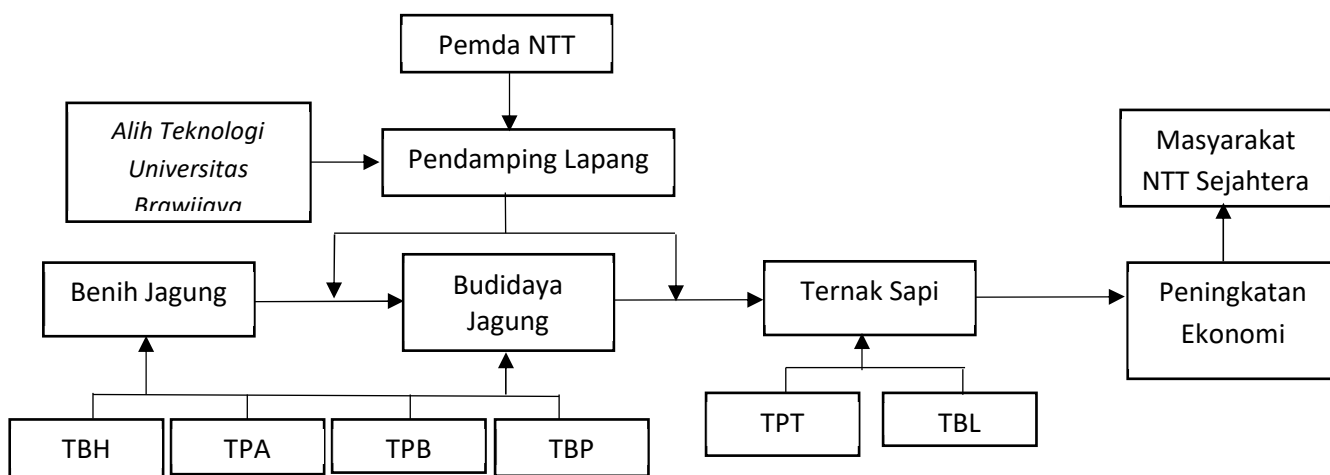 Pemda NTT
Alih Teknologi
Universitas
Brawijaya
Pendamping Lapang
Masyarakat
NTT Sejahtera
Benih Jagung
Budidaya
Jagung
Ternak Sapi
Peningkatan
Ekonomi
TBH
TPA
TPB
TBP
TPT
TBL